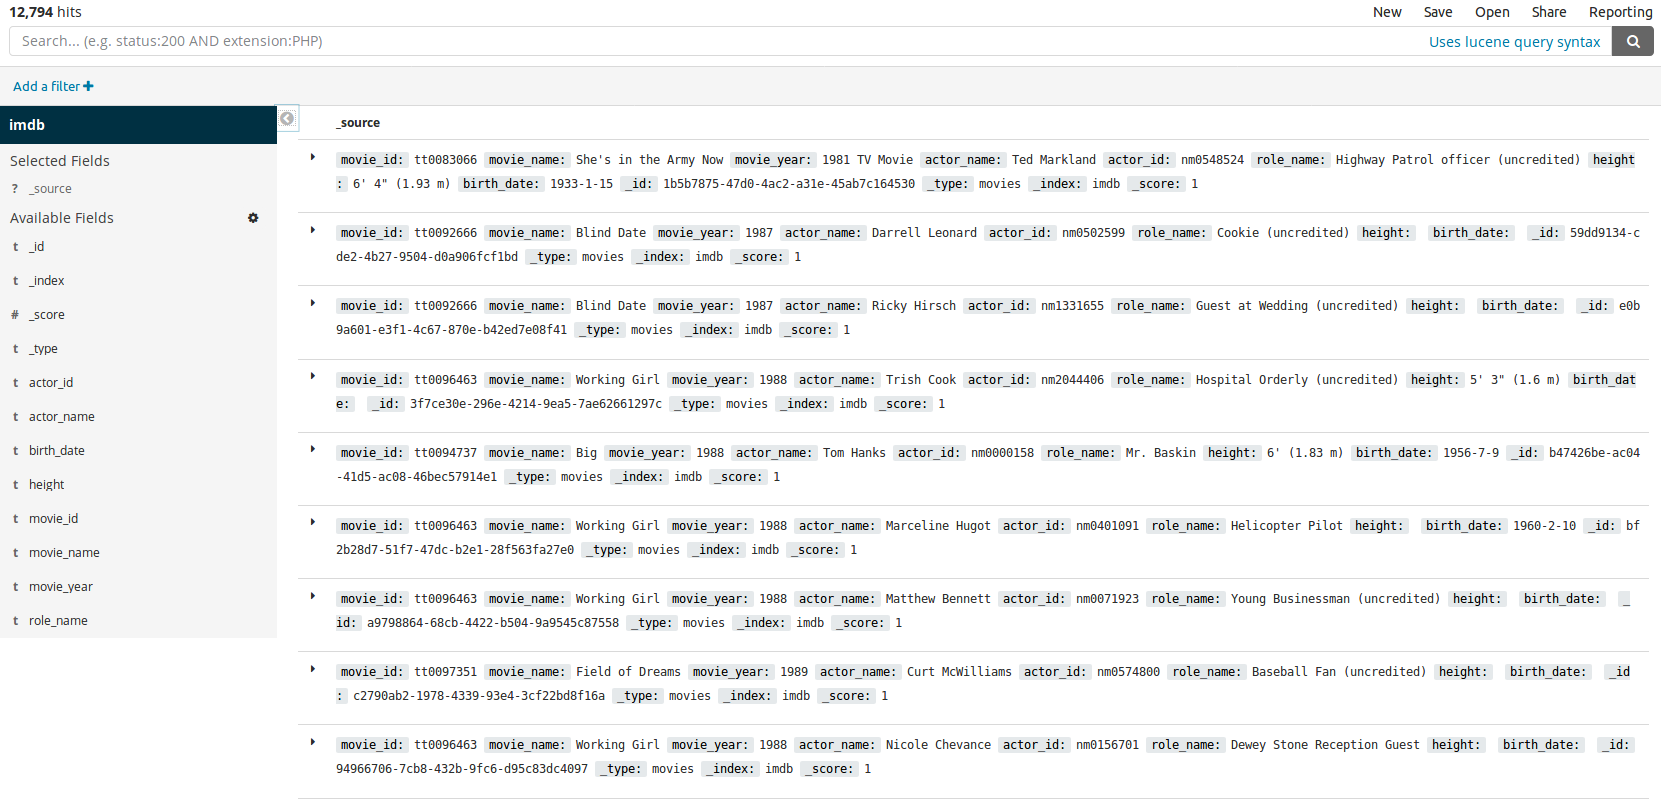 12,794 hits
New Save Open Share Reporting
Search... (e.g. status:200 AND extension:PHP)
Uses lucene query syntax
Add a filter
imdb
Selected Fields
? _source
Available Fields
t _id
t _index
# _score
t _type
t actor_id
t actor_name
t birth_date
t height
t movie_id
t movie_name
t movie_year
t role_name
_source
movie_id: tt0083066 movie_name: She's in the Army Now movie_year: 1981 TV Movie actor_name: Ted Markland actor_id: nm0548524 role_name: Highway Patrol officer (uncredited) height
: 6' 4" (1.93 m) birth_date: 1933-1-15 _id: 1b5b7875-47d0-4ac2-a31e-45ab7c164530 _type: movies _index: imdb _score: 1
movie_id: tt0092666 movie_name: Blind Date movie_year: 1987 actor_name: Darrell Leonard actor_id: nm0502599 role_name: Cookie (uncredited) height: birth_date: _id: 59dd9134-c
de2-4b27-9504-d0a906fcf1bd _type: movies _index: imdb _score: 1
movie_id: tt0092666 movie_name: Blind Date movie_year: 1987 actor_name: Ricky Hirsch actor_id: nm1331655 role_name: Guest at Wedding (uncredited) height: birth_date: _id: e0b
9a601-e3f1-4c67-870e-b42ed7e08f41 _type: movies _index: imdb _score: 1
movie_id: tt0096463 movie_name: Working Girl movie_year: 1988 actor_name: Trish Cook actor_id: nm2044406 role_name: Hospital Orderly (uncredited) height: 5' 3" (1.6 m) birth_dat
e: _id: 3f7ce30e-296e-4214-9ea5-7ae62661297c _type: movies _index: imdb _score: 1
movie_id: tt0094737 movie_name: Big movie_year: 1988 actor_name: Tom Hanks actor_id: nm0000158 role_name: Mr. Baskin height: 6' (1.83 m) birth_date: 1956-7-9 _id: b47426be-ac04
-41d5-ac08-46bec57914e1 _type: movies _index: imdb _score: 1
movie_id: tt0096463 movie_name: Working Girl movie_year: 1988 actor_name: Marceline Hugot actor_id: nm0401091 role_name: Helicopter Pilot height: birth_date: 1960-2-10 _id: bf
2b28d7-51f7-47dc-b2e1-28f563fa27e0 _type: movies _index: imdb _score: 1
movie_id: tt0096463 movie_name: Working Girl movie_year: 1988 actor_name: Matthew Bennett actor_id: nm0071923 role_name: Young Businessman (uncredited) height: birth_date: _
id: a9798864-68cb-4422-b504-9a9545c87558 _type: movies _index: imdb _score: 1
movie_id: tt0097351 movie_name: Field of Dreams movie_year: 1989 actor_name: Curt McWilliams actor_id: nm0574800 role_name: Baseball Fan (uncredited) height: birth_date: _id
: c2790ab2-1978-4339-93e4-3cf22bd8f16a _type: movies _index: imdb _score: 1
movie_id: tt0096463 movie_name: Working Girl movie_year: 1988 actor_name: Nicole Chevance actor_id: nm0156701 role_name: Dewey Stone Reception Guest height: birth_date: _id:
94966706-7cb8-432b-9fc6-d95c83dc4097 _type: movies _index: imdb _score: 1